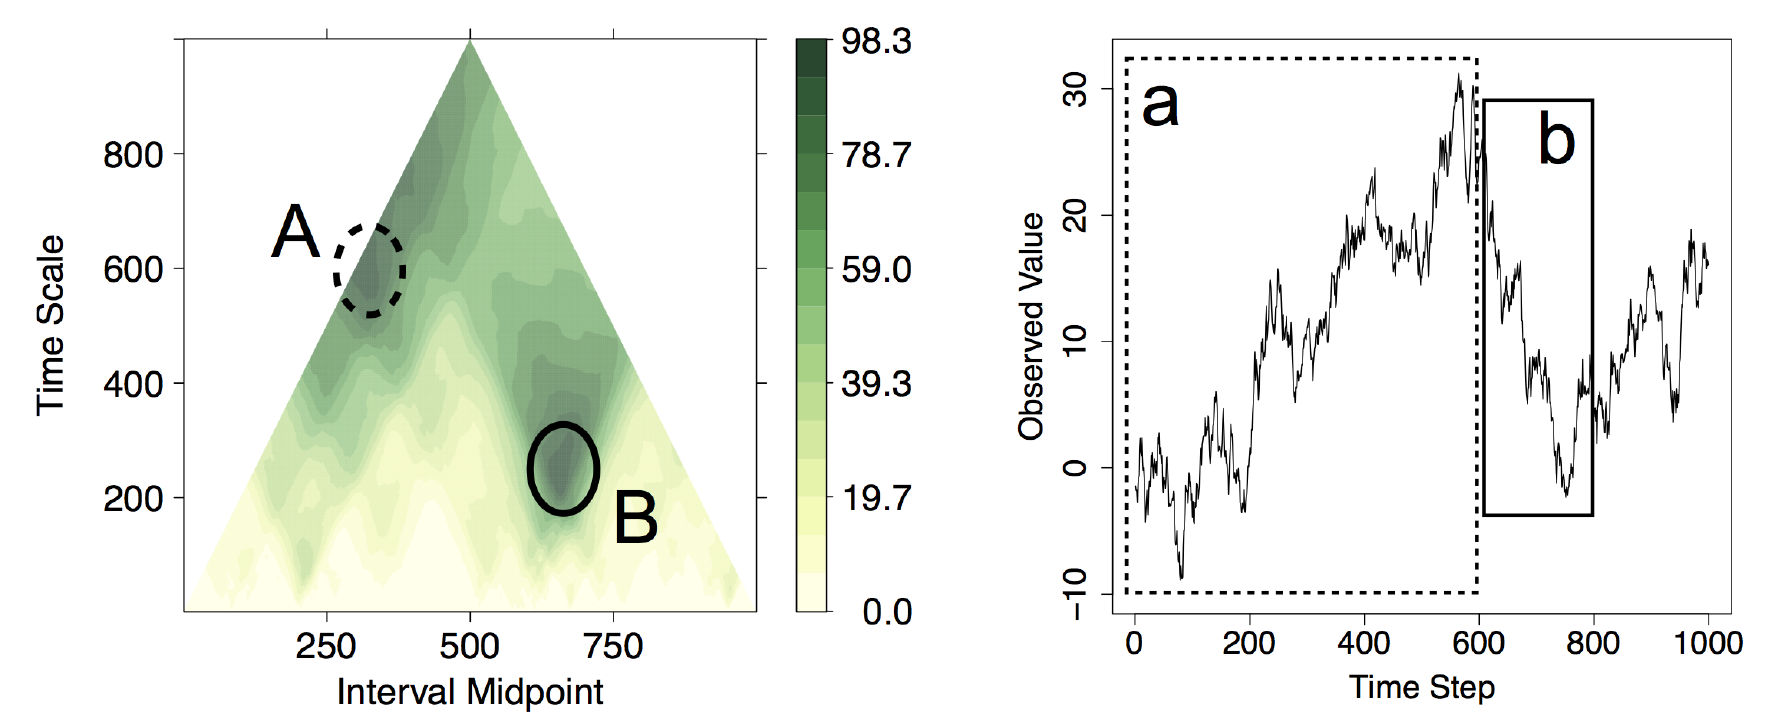 98.3
78.7
59.0
39.3
19.7
0.0
800
600
400
200
Time Scale
A
B
250 500 750
Interval Midpoint
30
20
10
0
−10
Observed Value
a
b
0 200 400 600 800 1000
Time Step